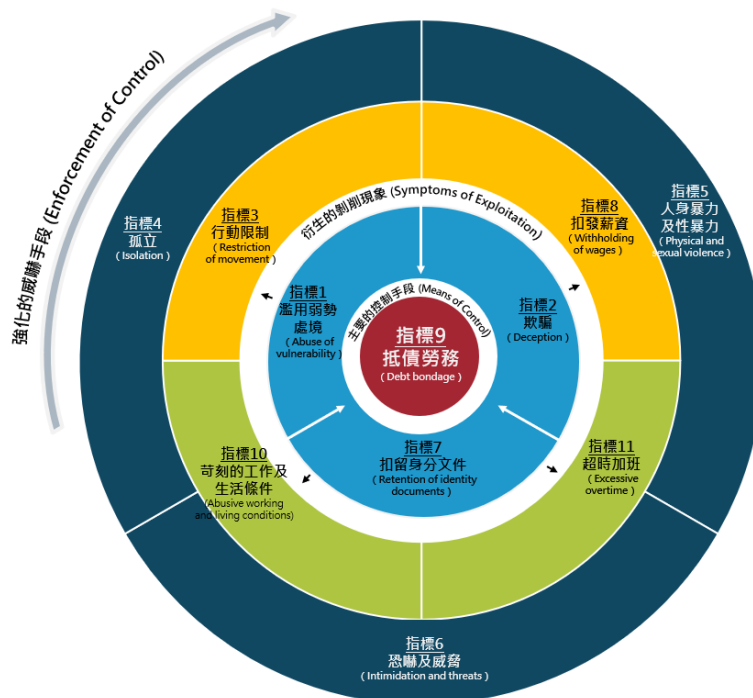 強化的威嚇手段 (Enforcement of Control)
指標4
孤立
( Isolation )
指標3
行動限制
( Restriction
of movement )
衍生的剝削現象 (Symptoms of Exploitation)
指標8
扣發薪資
( Withholding
of wages )
指標5
人身暴力
及性暴力
( Physical and
sexual violence )
指標1
濫用弱勢
處境
( Abuse of
vulnerability )
主要的控制手段 (Means of Control)
指標9
抵債勞務
( Debt bondage )
指標2
欺騙
( Deception )
指標10
苛刻的工作及
生活條件
(Abusive working
and living conditions)
指標7
扣留身分文件
( Retention of identity
documents )
指標11
超時加班
( Excessive
overtime )
指標6
恐嚇及威脅
( Intimidation and threats )